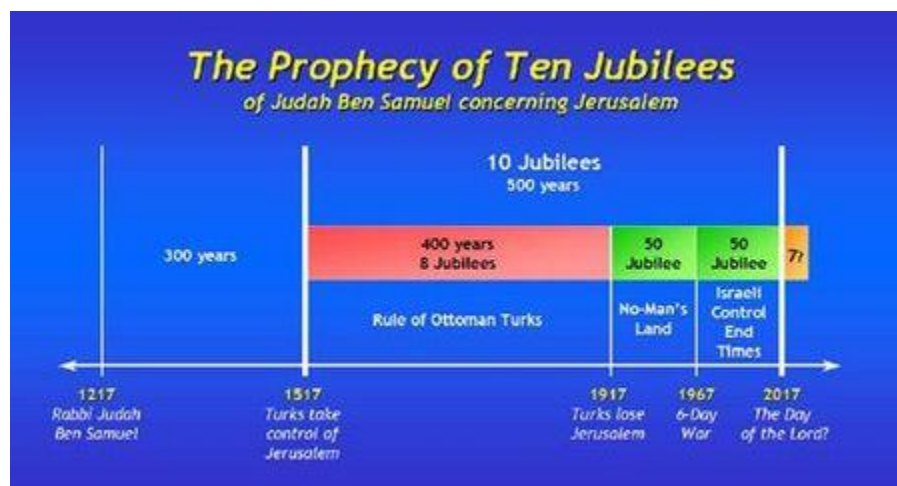 The Prophecy of Ten Jubilees
of Judah Ben Samuel concerning Jerusalem
10 Jubilees
500 years
300 years
400 years
8 Jubilees
50
Jubilee
50
Jubilee
7?
Rule of Ottoman Turks
No-Man's
Land
Israeli
Control
End
Times
1217
Rabbi Judah
Ben Samuel
1517
Turks take
control of
Jerusalem
1917
Turks lose
Jerusalem
1967
6-Day
War
2017
The Day
of the Lord?